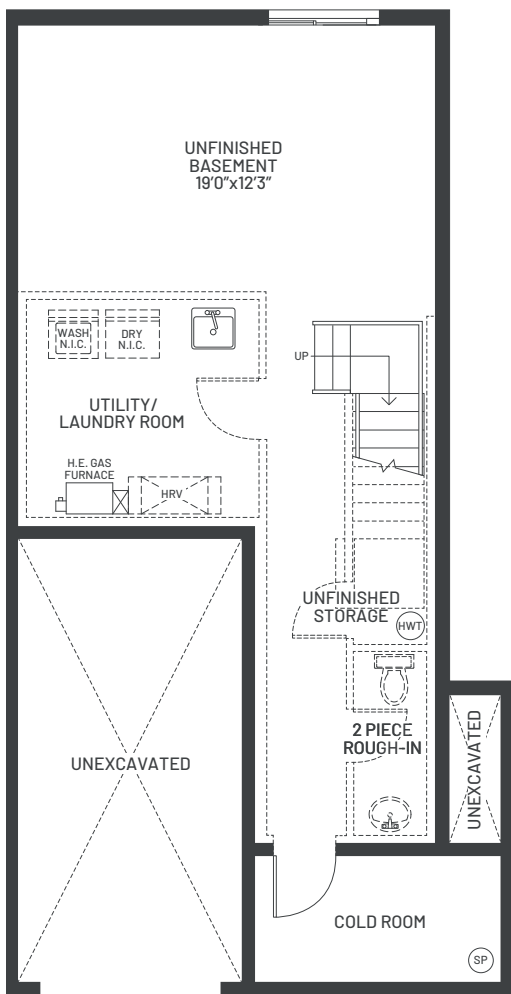 UNFINISHED
BASEMENT
19'0"x12'3"
WASH
N.I.C.
DRY
N.I.C.
UP
UTILITY/
LAUNDRY ROOM
H.E. GAS
FURNACE
HRV
UNFINISHED
STORAGE
HWT
2 PIECE
ROUGH-IN
UNEXCAVATED
UNEXCAVATED
COLD ROOM
SP